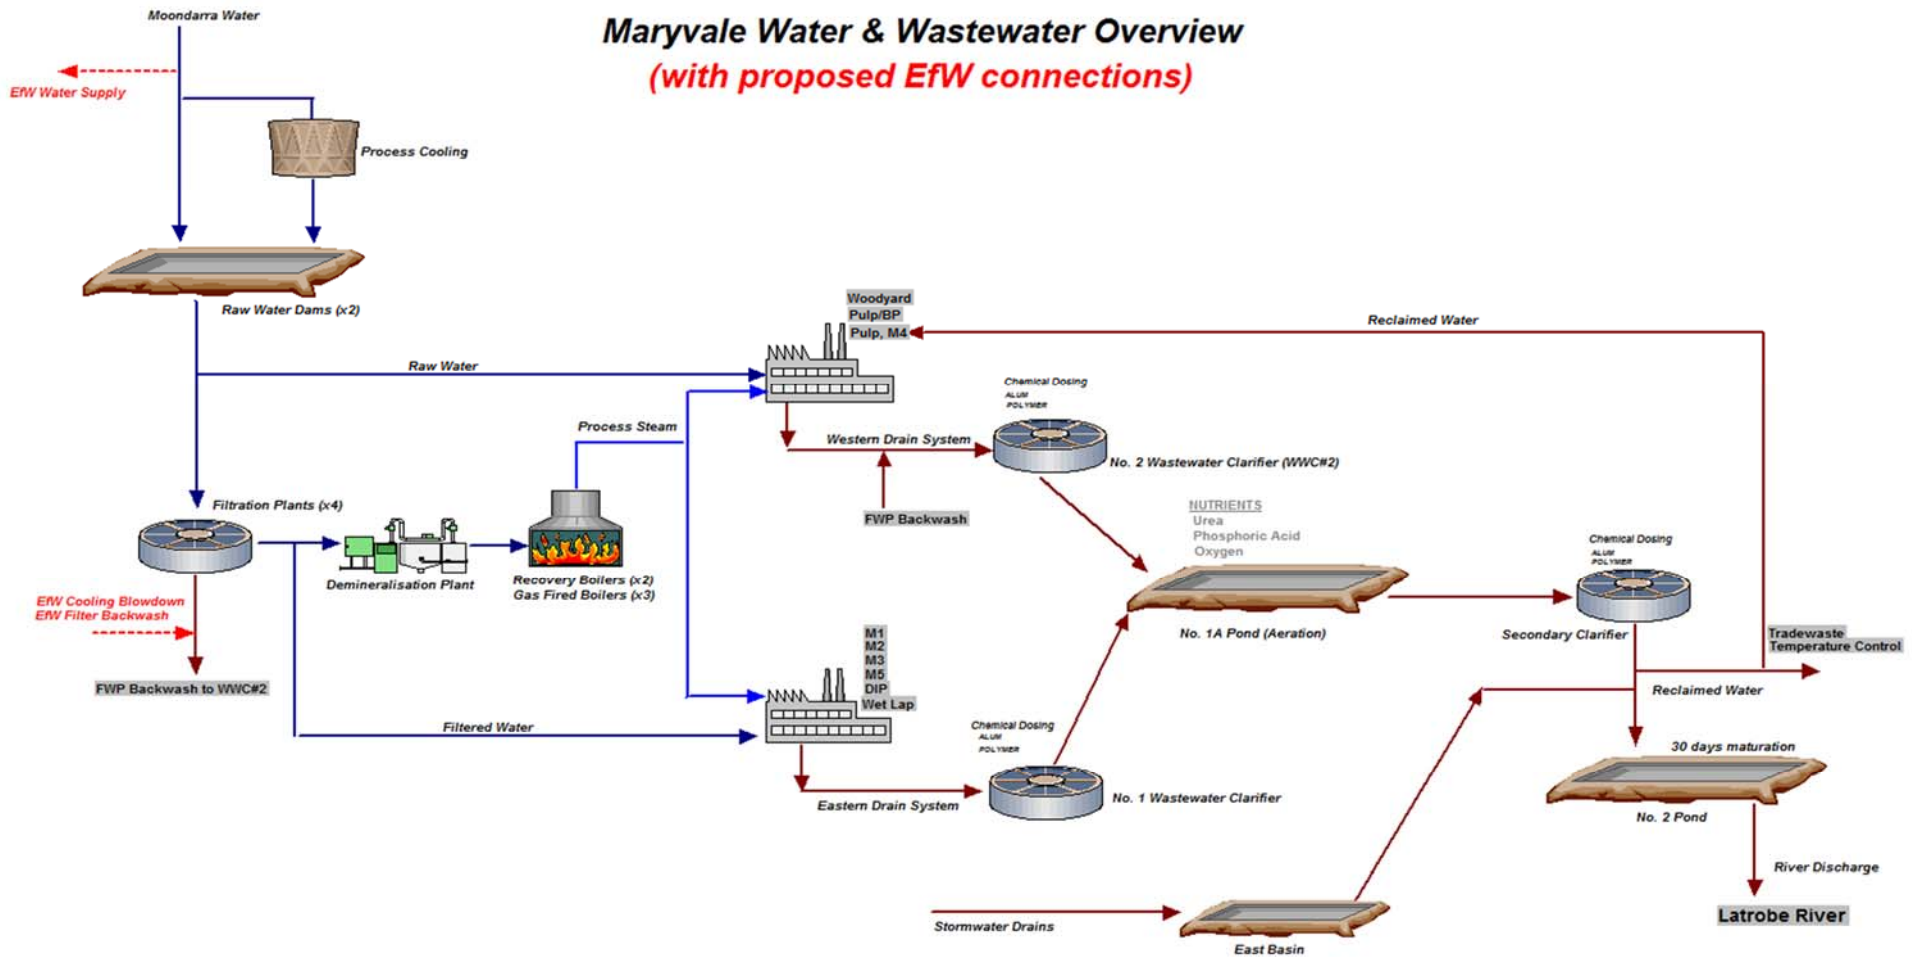 Maryvale Water & Wastewater Overview
(with proposed EfW connections)
Moondarra Water
EfW Water Supply
Process Cooling
Raw Water Dams (x2)
Woodyard
Pulp/BP
Pulp, M4
Reclaimed Water
Raw Water
Chemical Dosing
ALUM
POLYMER
Process Steam
Western Drain System
No. 2 Wastewater Clarifier (WWC#2)
Filtration Plants (x4)
FWP Backwash
NUTRIENTS
Urea
Phosphoric Acid
Oxygen
Chemical Dosing
ALUM
POLYMER
Demineralisation Plant
Recovery Boilers (x2)
Gas Fired Boilers (x3)
EfW Cooling Blowdown
EfW Filter Backwash
No. 1A Pond (Aeration)
Secondary Clarifier
Tradewaste
Temperature Control
M1
M2
M3
M5
DIP
Wet Lap
FWP Backwash to WWC#2
Reclaimed Water
Filtered Water
Chemical Dosing
ALUM
POLYMER
30 days maturation
Eastern Drain System
No. 1 Wastewater Clarifier
No. 2 Pond
River Discharge
Latrobe River
Stormwater Drains
East Basin